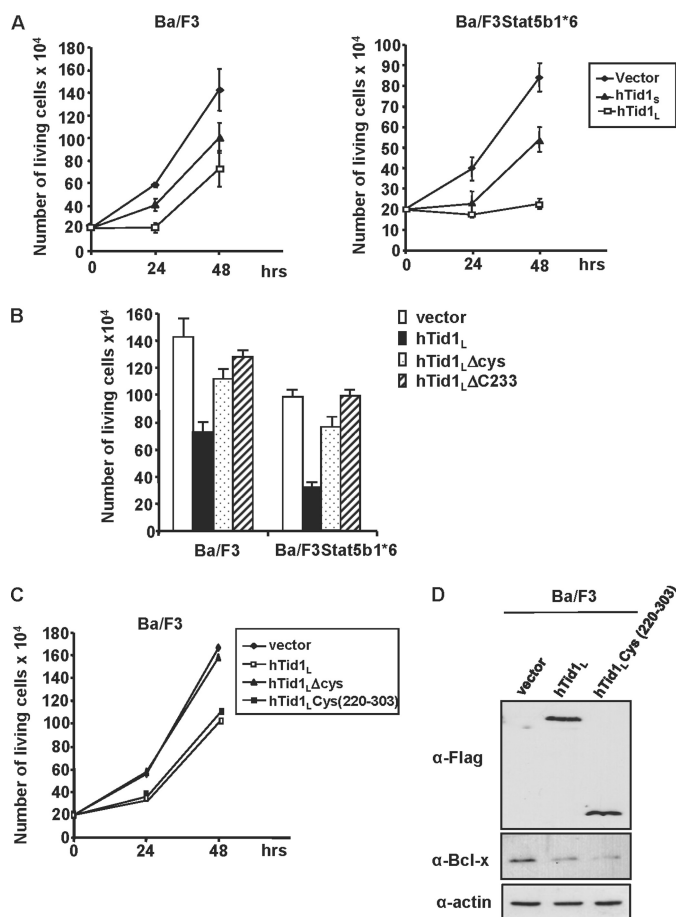 A
Ba/F3
Number of living cells x 10⁴
160
140
120
100
80
60
40
20
0
0 24 48 hrs
Ba/F3Stat5b1*6
Number of living cells x 10⁴
100
90
80
70
60
50
40
30
20
10
0
0 24 48 hrs
Vector
hTid1S
hTid1L
B
Number of living cells x10⁴
160
140
120
100
80
60
40
20
0
Ba/F3 Ba/F3Stat5b1*6
vector
hTid1L
hTid1LΔcys
hTid1LΔC233
C
Ba/F3
Number of living cells x 10⁴
180
160
140
120
100
80
60
40
20
0
0 24 48 hrs
vector
hTid1L
hTid1LΔcys
hTid1LCys(220-303)
D
Ba/F3
vector
hTid1L
hTid1LCys (220-303)
α-Flag
α-Bcl-x
α-actin